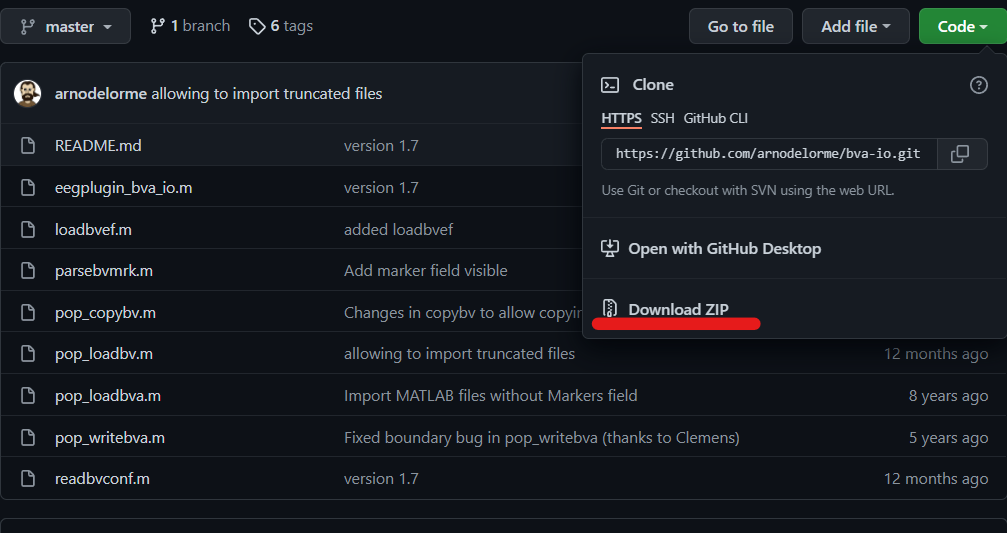 master 1 branch 6 tags Go to file Add file Code
arnodelorme allowing to import truncated files
Clone
HTTPS SSH GitHub CLI
https://github.com/arnodelorme/bva-io.git
Use Git or checkout with SVN using the web URL.
Open with GitHub Desktop
Download ZIP
README.md version 1.7
eegplugin_bva_io.m version 1.7
loadbvef.m added loadbvef
parsebvmrk.m Add marker field visible
pop_copybv.m Changes in copybv to allow copyin
pop_loadbv.m allowing to import truncated files 12 months ago
pop_loadbva.m Import MATLAB files without Markers field 8 years ago
pop_writebva.m Fixed boundary bug in pop_writebva (thanks to Clemens) 5 years ago
readbvconf.m version 1.7 12 months ago